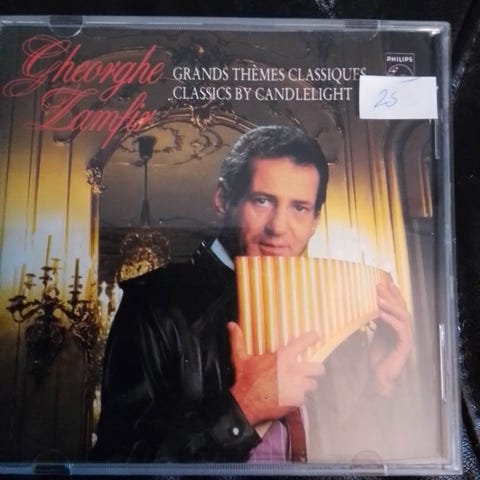 Gheorghe
Zamfir
GRANDS THÈMES CLASSIQUES
CLASSICS BY CANDLELIGHT
PHILIPS
25